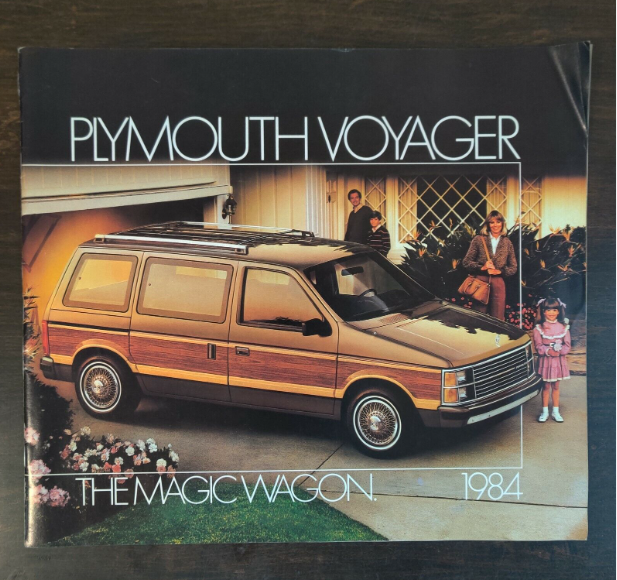 PLYMOUTH VOYAGER
THE MAGIC WAGON.
1984